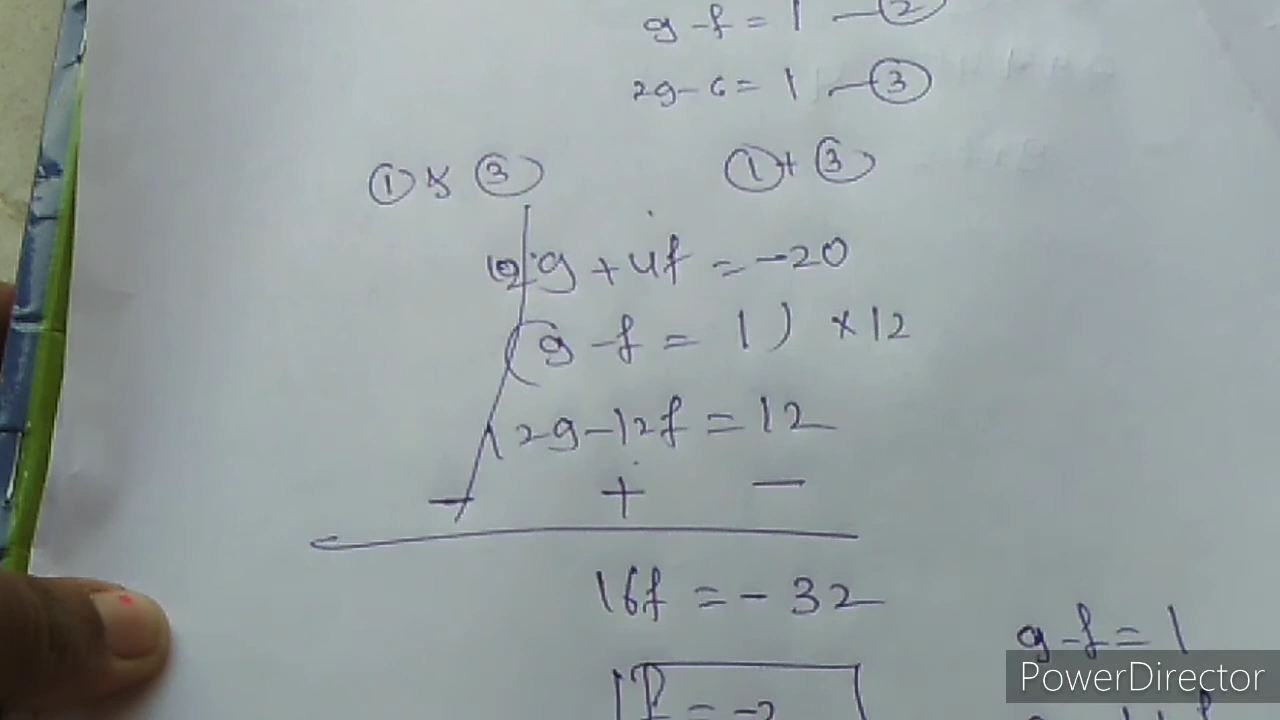 g - f = 1 — ②
2g - c = 1 — ③
① & ③ ① + ③
12g + 4f = -20
(g - f = 1) × 12
12g - 12f = 12
- + -
16f = - 32
g - f = 1
f = -2
PowerDirector